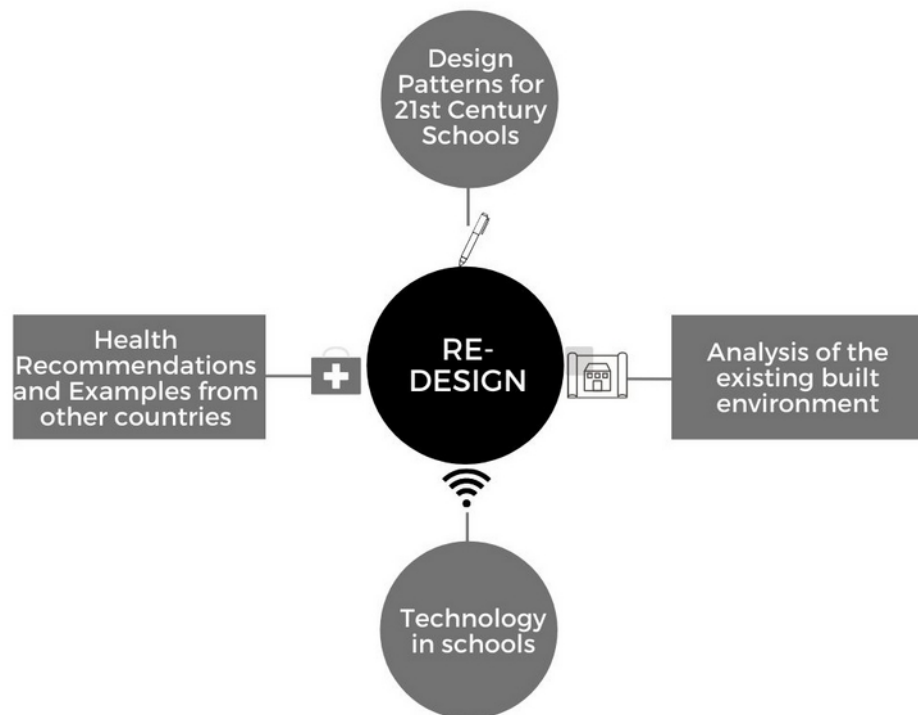 Design
Patterns for
21st Century
Schools
Health
Recommendations
and Examples from
other countries
RE-
DESIGN
Analysis of the
existing built
environment
Technology
in schools